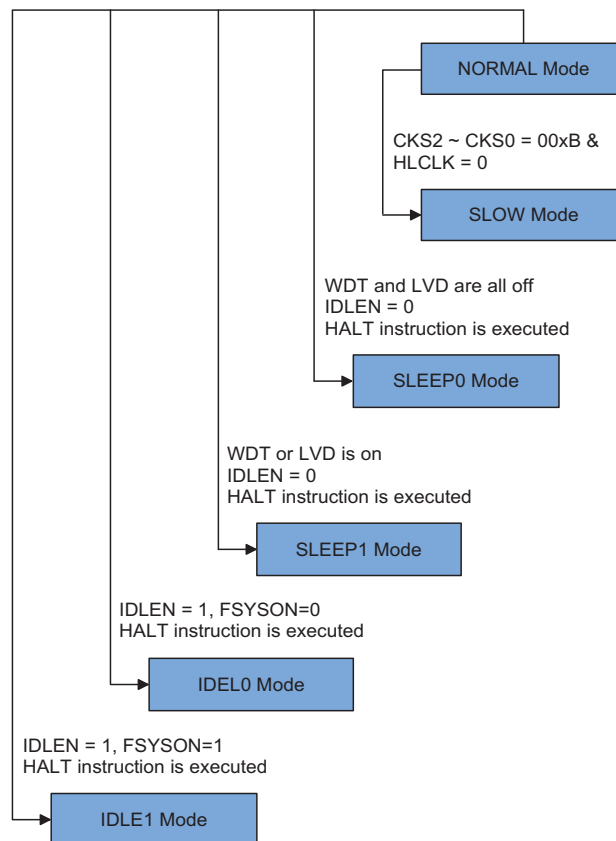 NORMAL Mode
CKS2 ~ CKS0 = 00xB &
HLCLK = 0
SLOW Mode
WDT and LVD are all off
IDLEN = 0
HALT instruction is executed
SLEEP0 Mode
WDT or LVD is on
IDLEN = 0
HALT instruction is executed
SLEEP1 Mode
IDLEN = 1, FSYSON=0
HALT instruction is executed
IDEL0 Mode
IDLEN = 1, FSYSON=1
HALT instruction is executed
IDLE1 Mode